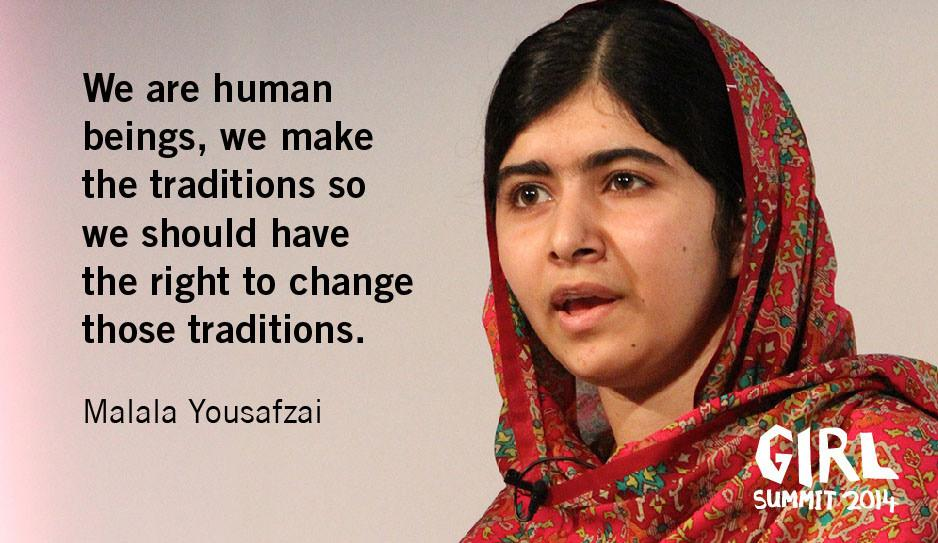 We are human
beings, we make
the traditions so
we should have
the right to change
those traditions.
Malala Yousafzai
GIRL
SUMMIT 2014